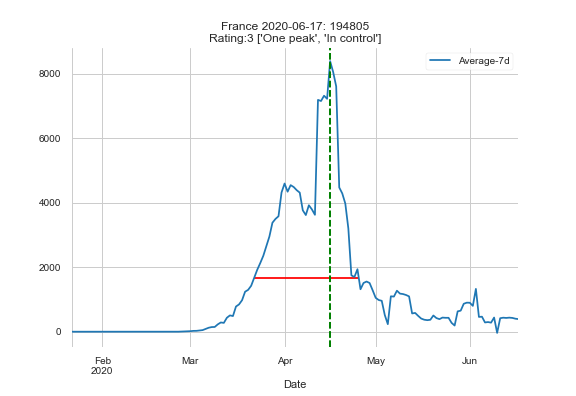 France 2020-06-17: 194805
Rating:3 ['One peak', 'In control']
Average-7d
8000
6000
4000
2000
0
Feb
2020
Mar
Apr
May
Jun
Date